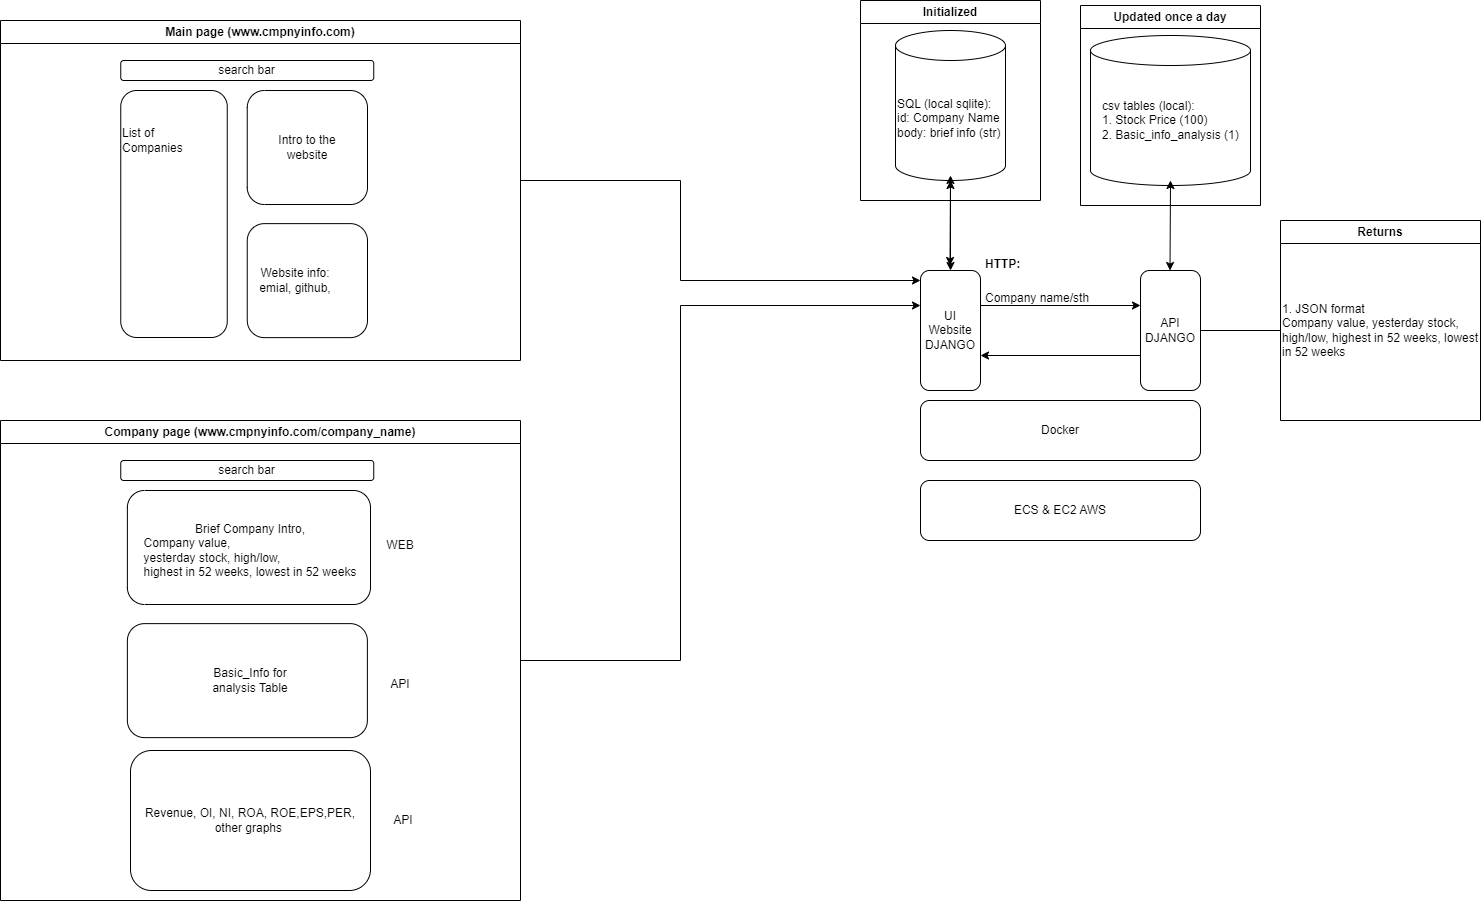 Main page (www.cmpnyinfo.com)
search bar
List of
Companies
Intro to the
website
Website info:
emial, github,
Company page (www.cmpnyinfo.com/company_name)
search bar
Brief Company Intro,
Company value,
yesterday stock, high/low,
highest in 52 weeks, lowest in 52 weeks
WEB
Basic_Info for
analysis Table
API
Revenue, OI, NI, ROA, ROE,EPS,PER,
other graphs
API
Initialized
SQL (local sqlite):
id: Company Name
body: brief info (str)
Updated once a day
csv tables (local):
1. Stock Price (100)
2. Basic_info_analysis (1)
HTTP:
Company name/sth
UI
Website
DJANGO
API
DJANGO
Docker
ECS & EC2 AWS
Returns
1. JSON format
Company value, yesterday stock,
high/low, highest in 52 weeks, lowest
in 52 weeks